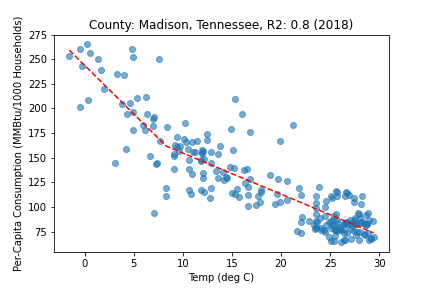 County: Madison, Tennessee, R2: 0.8 (2018)
Per-Capita Consumption (MMBtu/1000 Households)
275
250
225
200
175
150
125
100
75
0 5 10 15 20 25 30
Temp (deg C)